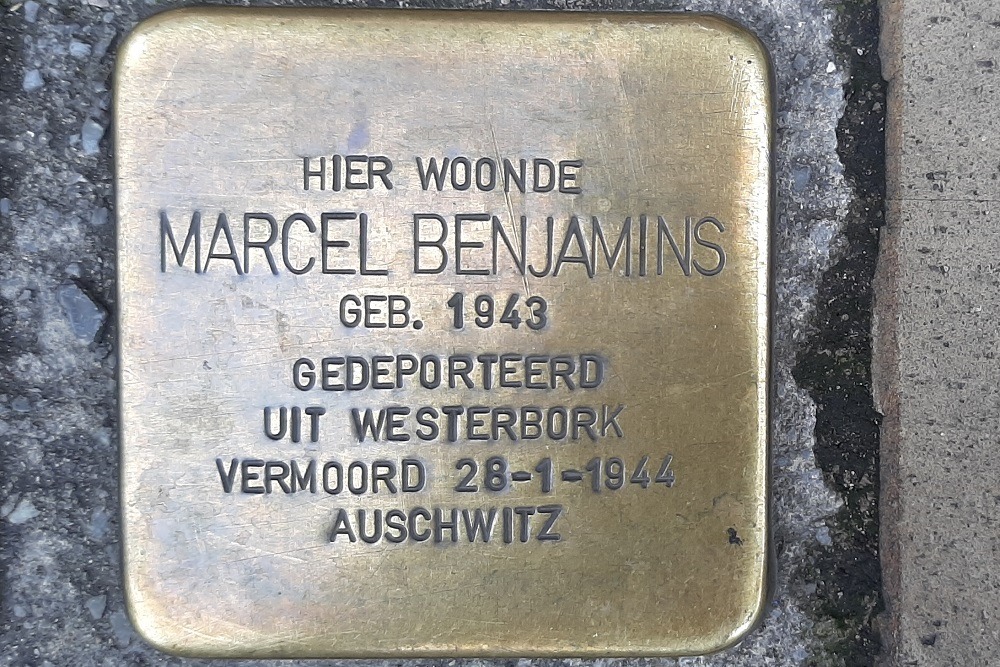 HIER WOONDE
MARCEL BENJAMINS
GEB. 1943
GEDEPORTEERD
UIT WESTERBORK
VERMOORD 28-1-1944
AUSCHWITZ